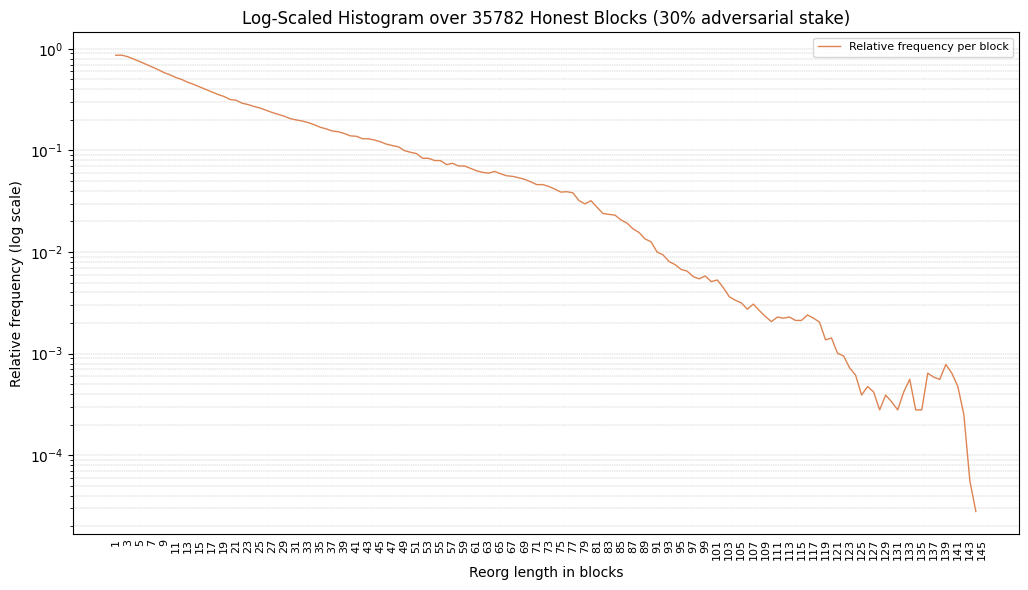 Log-Scaled Histogram over 35782 Honest Blocks (30% adversarial stake)
Relative frequency per block
Relative frequency (log scale)
10⁰
10⁻¹
10⁻²
10⁻³
10⁻⁴
1 3 5 7 9 11 13 15 17 19 21 23 25 27 29 31 33 35 37 39 41 43 45 47 49 51 53 55 57 59 61 63 65 67 69 71 73 75 77 79 81 83 85 87 89 91 93 95 97 99 101 103 105 107 109 111 113 115 117 119 121 123 125 127 129 131 133 135 137 139 141 143 145
Reorg length in blocks